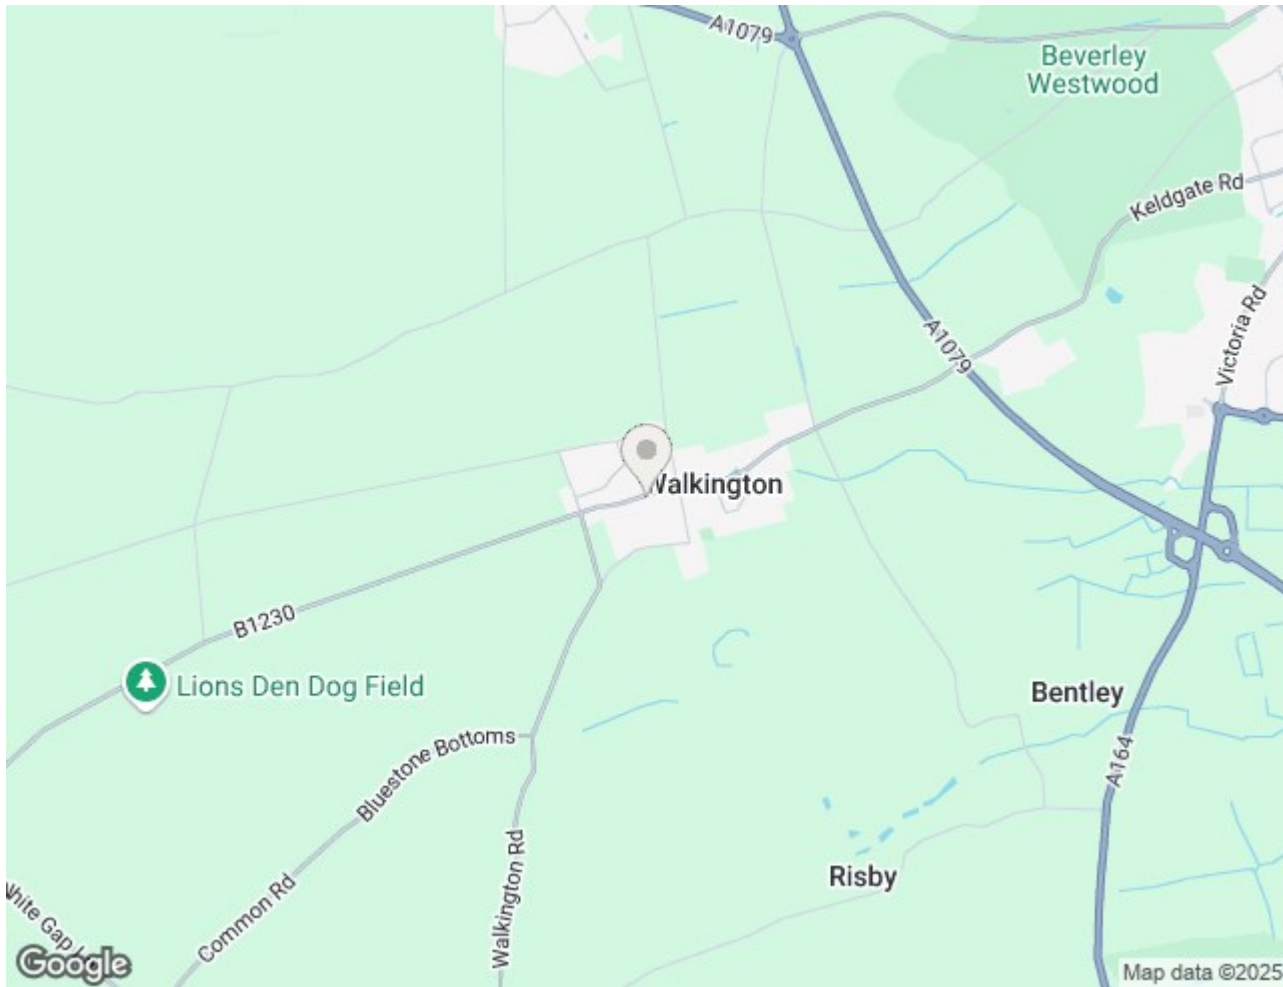 A1079
Beverley
Westwood
Keldgate Rd
Victoria Rd
A1079
Walkington
B1230
Lions Den Dog Field
Bentley
Bluestone Bottoms
A164
Walkington Rd
Risby
Common Rd
White Gap
Google
Map data ©2025